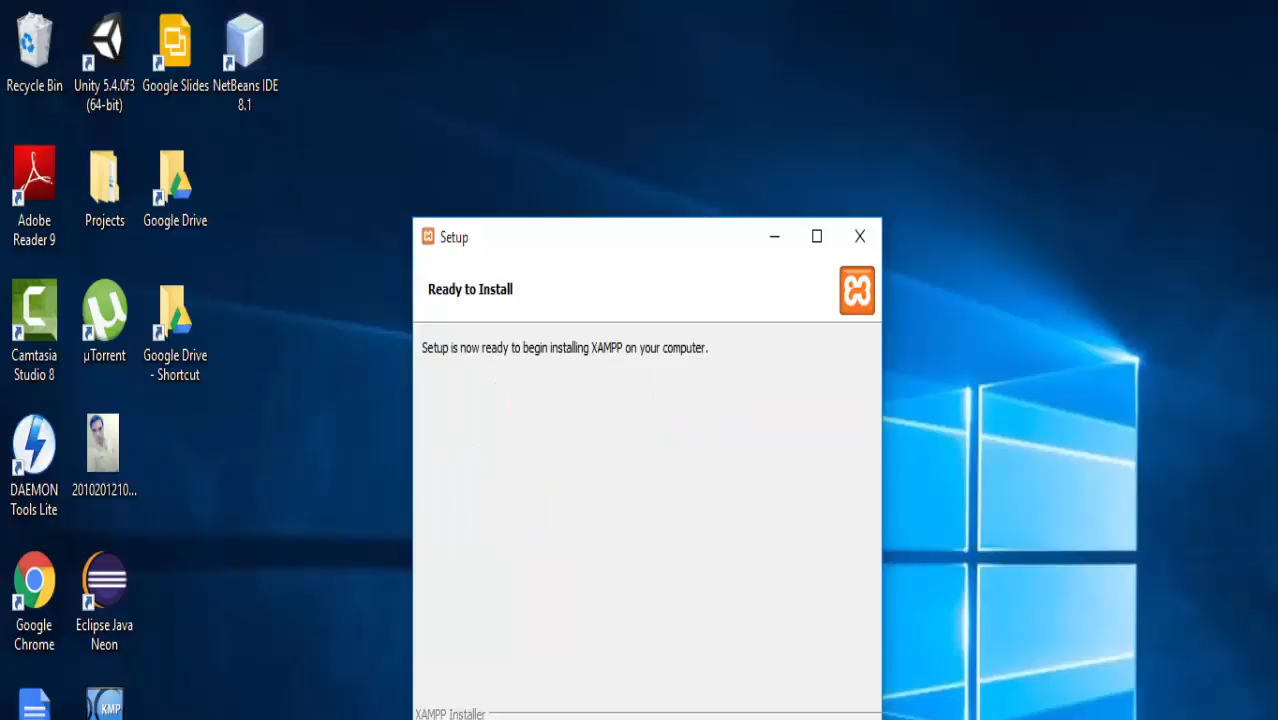 Recycle Bin
Unity 5.4.0f3
(64-bit)
Google Slides
NetBeans IDE
8.1
Adobe
Reader 9
Projects
Google Drive
Camtasia
Studio 8
µTorrent
Google Drive
- Shortcut
DAEMON
Tools Lite
2010201210...
Google
Chrome
Eclipse Java
Neon
KMP
Setup
Ready to Install
Setup is now ready to begin installing XAMPP on your computer.
XAMPP Installer